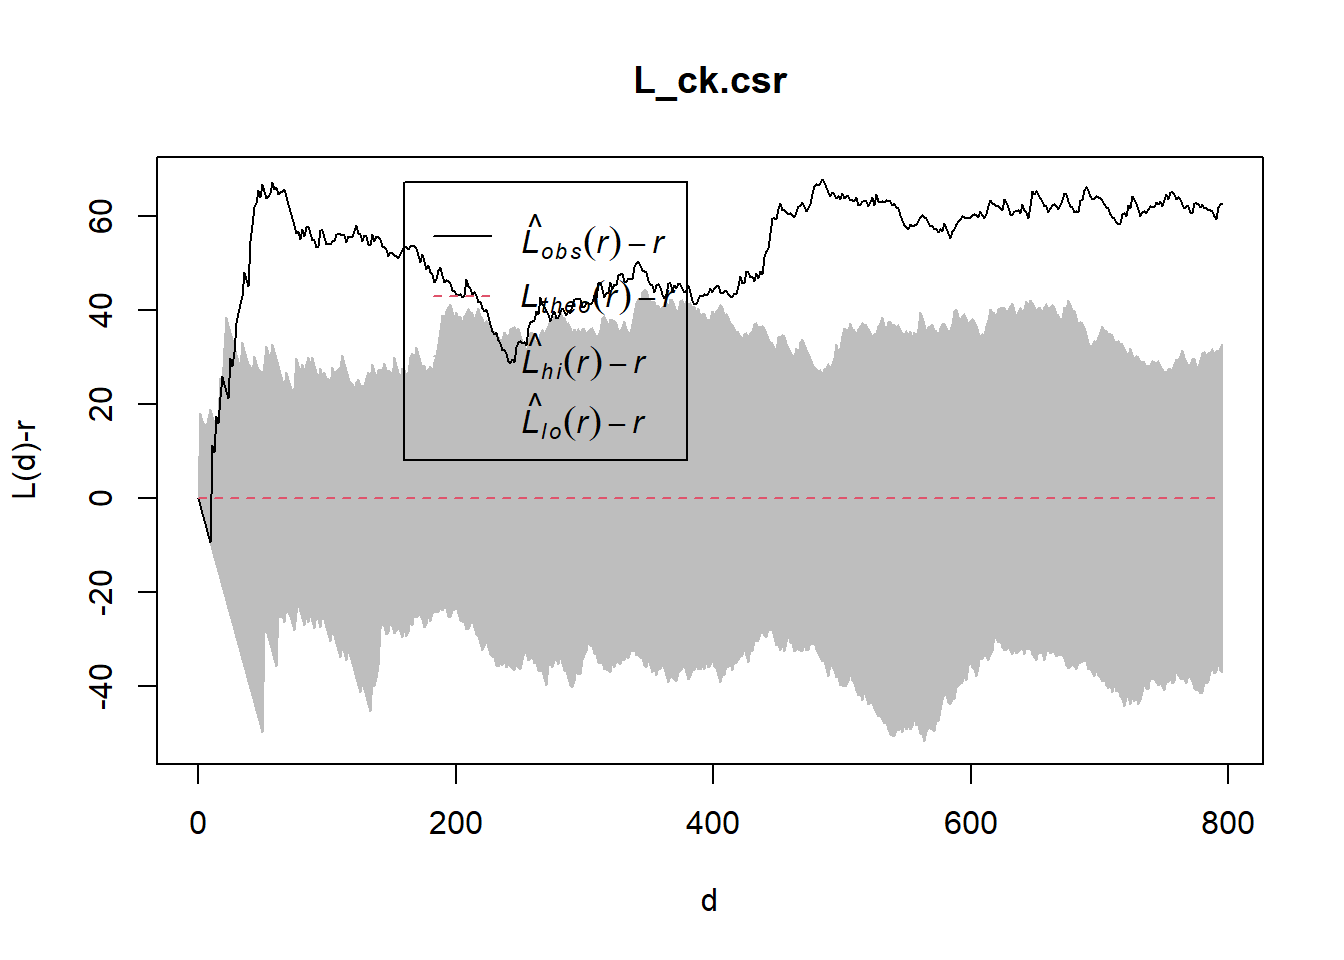 L_ck.csr
L̂obs(r) − r
Ltheo(r) − r
L̂hi(r) − r
L̂lo(r) − r
L(d)-r
60
40
20
0
-20
-40
0 200 400 600 800
d